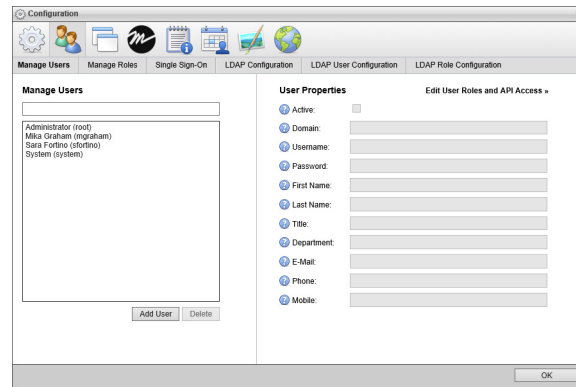 Configuration
Manage Users Manage Roles Single Sign-On LDAP Configuration LDAP User Configuration LDAP Role Configuration
Manage Users
Administrator (root)
Mika Graham (mgraham)
Sara Fortino (sfortino)
System (system)
Add User Delete
User Properties Edit User Roles and API Access »
Active:
Domain:
Username:
Password:
First Name:
Last Name:
Title:
Department:
E-Mail:
Phone:
Mobile:
OK